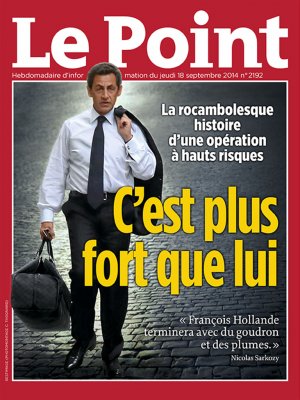 Le Point
Hebdomadaire d'infor mation du jeudi 18 septembre 2014 n° 2192
La rocambolesque
histoire
d'une opération
à hauts risques
C'est plus
fort que lui
« François Hollande
terminera avec du goudron
et des plumes. »
Nicolas Sarkozy